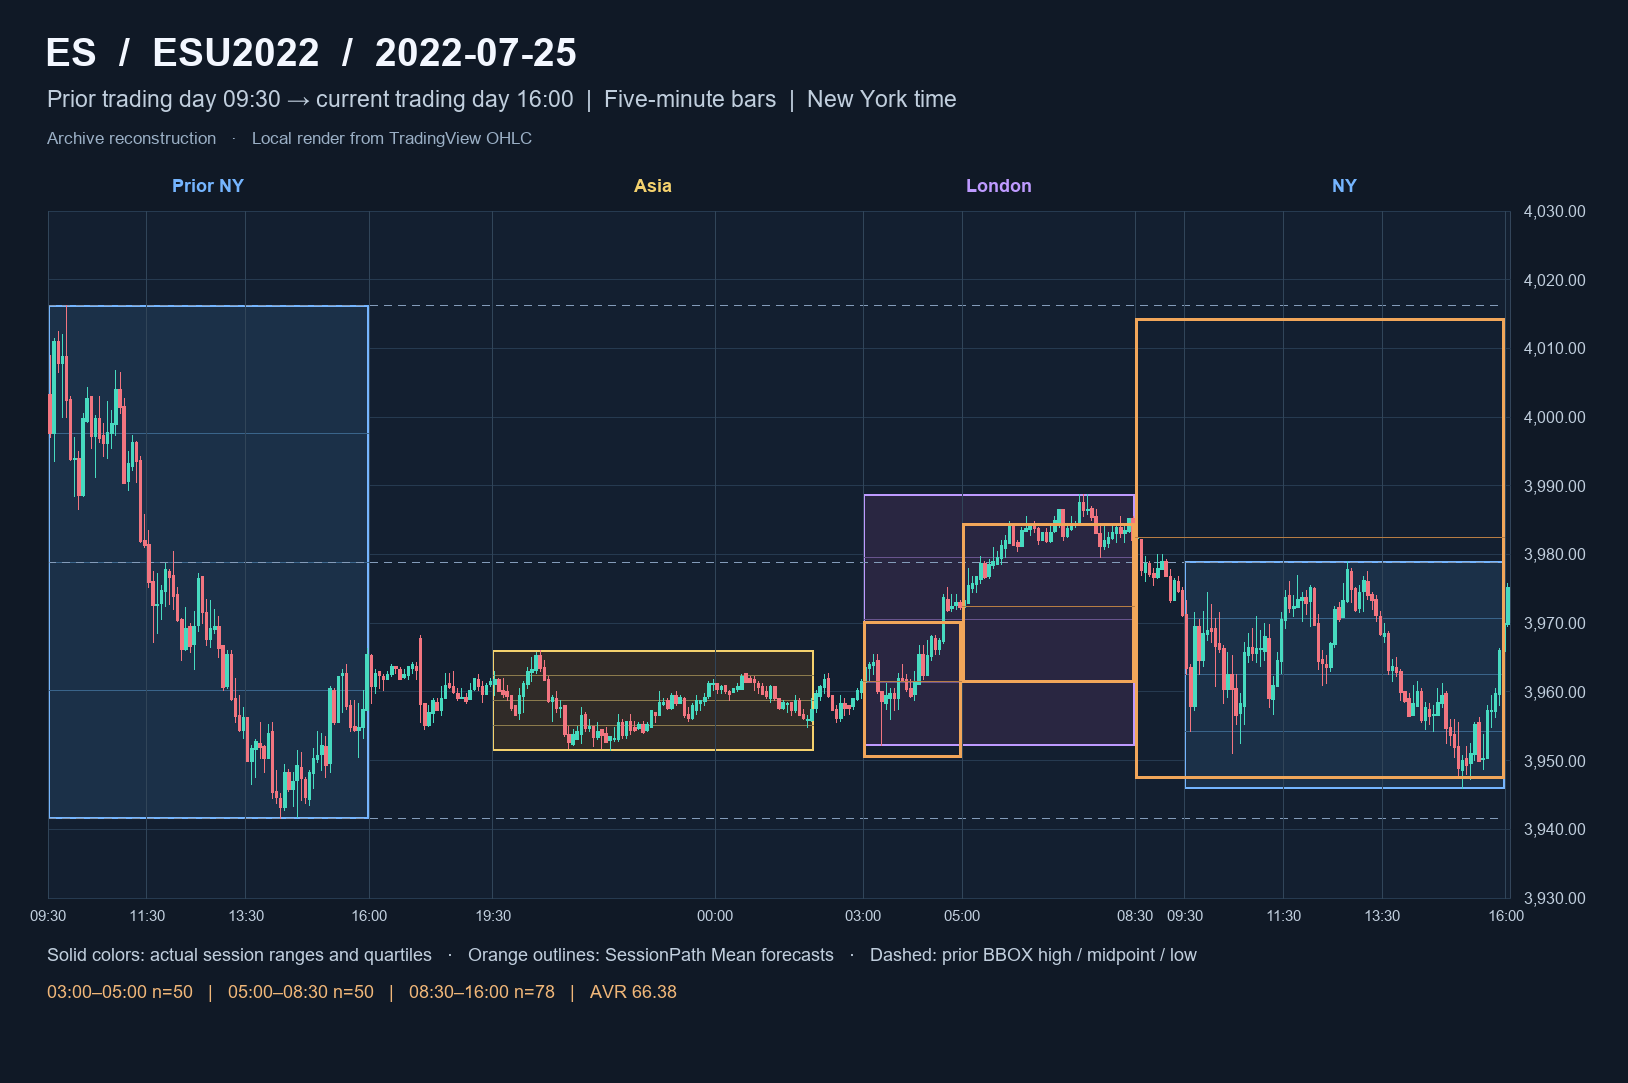 ES / ESU2022 / 2022-07-25
Prior trading day 09:30 → current trading day 16:00 | Five-minute bars | New York time
Archive reconstruction · Local render from TradingView OHLC
Prior NY Asia London NY
4,030.00
4,020.00
4,010.00
4,000.00
3,990.00
3,980.00
3,970.00
3,960.00
3,950.00
3,940.00
3,930.00
09:30 11:30 13:30 16:00 19:30 00:00 03:00 05:00 08:30 09:30 11:30 13:30 16:00
Solid colors: actual session ranges and quartiles · Orange outlines: SessionPath Mean forecasts · Dashed: prior BBOX high / midpoint / low
03:00–05:00 n=50 | 05:00–08:30 n=50 | 08:30–16:00 n=78 | AVR 66.38